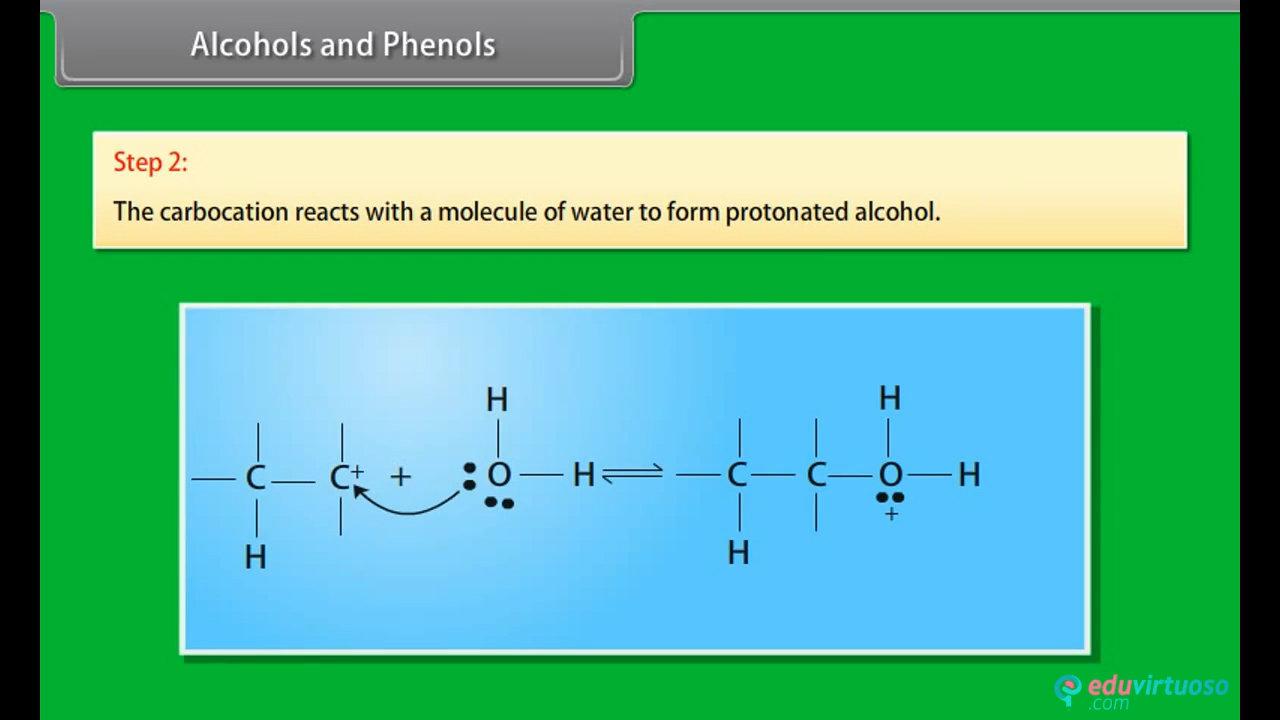 Alcohols and Phenols
Step 2:
The carbocation reacts with a molecule of water to form protonated alcohol.
H H
C C+ + O H C C O H
+
H H
eduvirtuoso
.com